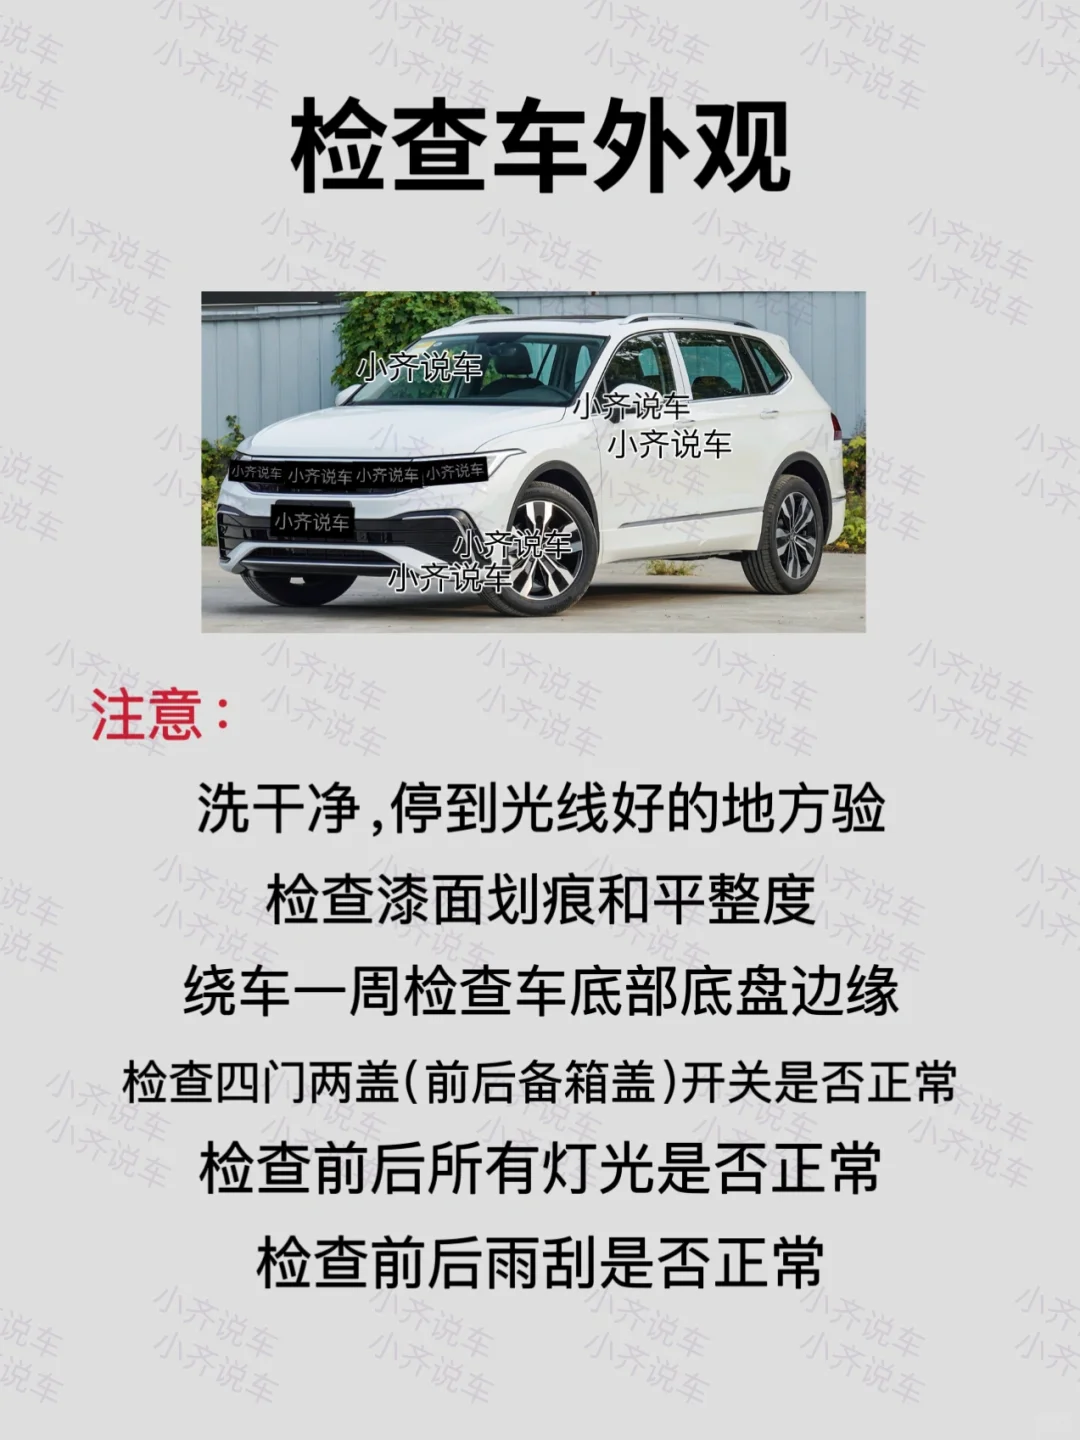 检查车外观
小齐说车
小齐说车
小齐说车
小齐说车 小齐说车 小齐说车 小齐说车
小齐说车
小齐说车
小齐说车
注意：
洗干净,停到光线好的地方验
检查漆面划痕和平整度
绕车一周检查车底部底盘边缘
检查四门两盖(前后备箱盖)开关是否正常
检查前后所有灯光是否正常
检查前后雨刮是否正常